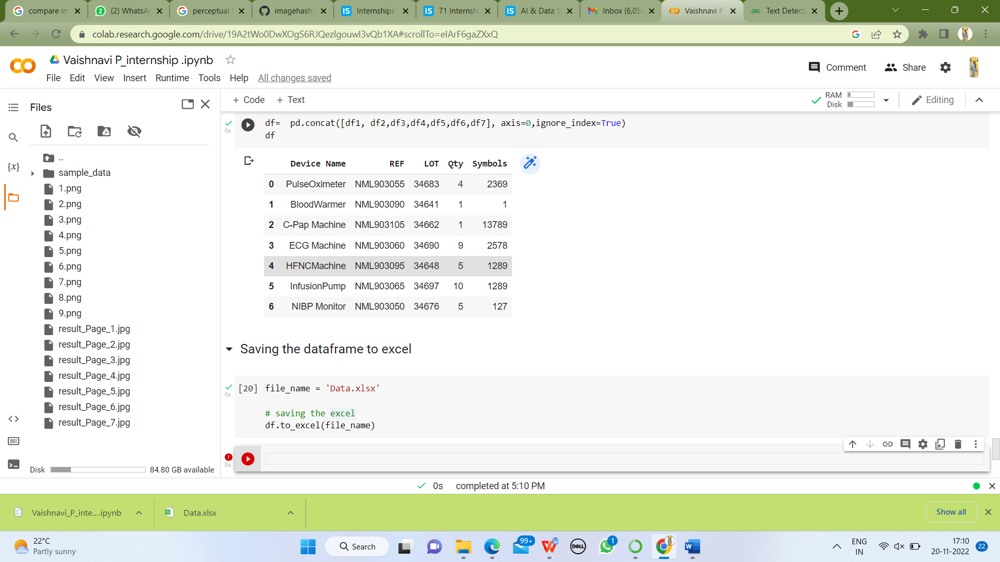 compare im
(2) WhatsAp
perceptual
imagehash/
IS Internships
IS 71 Internshi
IS AI & Data S
Inbox (6,056
Vaishnavi P
Text Detecti
colab.research.google.com/drive/19A2tWo0DwXOgS6RJQezIgouwI3vQb1XA#scrollTo=eIArF6gaZXxQ
Vaishnavi P_internship .ipynb
File Edit View Insert Runtime Tools Help All changes saved
Comment Share
Files
+ Code + Text
RAM
Disk
Editing
{x}
..
sample_data
1.png
2.png
3.png
4.png
5.png
6.png
7.png
8.png
9.png
result_Page_1.jpg
result_Page_2.jpg
result_Page_3.jpg
result_Page_4.jpg
result_Page_5.jpg
result_Page_6.jpg
result_Page_7.jpg
Disk 84.80 GB available
0s
df= pd.concat([df1, df2,df3,df4,df5,df6,df7], axis=0,ignore_index=True)
df
Device Name REF LOT Qty Symbols
0 PulseOximeter NML903055 34683 4 2369
1 BloodWarmer NML903090 34641 1 1
2 C-Pap Machine NML903105 34662 1 13789
3 ECG Machine NML903060 34690 9 2578
4 HFNCMachine NML903095 34648 5 1289
5 InfusionPump NML903065 34697 10 1289
6 NIBP Monitor NML903050 34676 5 127
Saving the dataframe to excel
0s
[20] file_name = 'Data.xlsx'
# saving the excel
df.to_excel(file_name)
0s
0s completed at 5:10 PM
Vaishnavi_P_inte....ipynb
Data.xlsx
Show all
22°C
Partly sunny
Search
99+
DELL
1
ENG
IN
17:10
20-11-2022
22